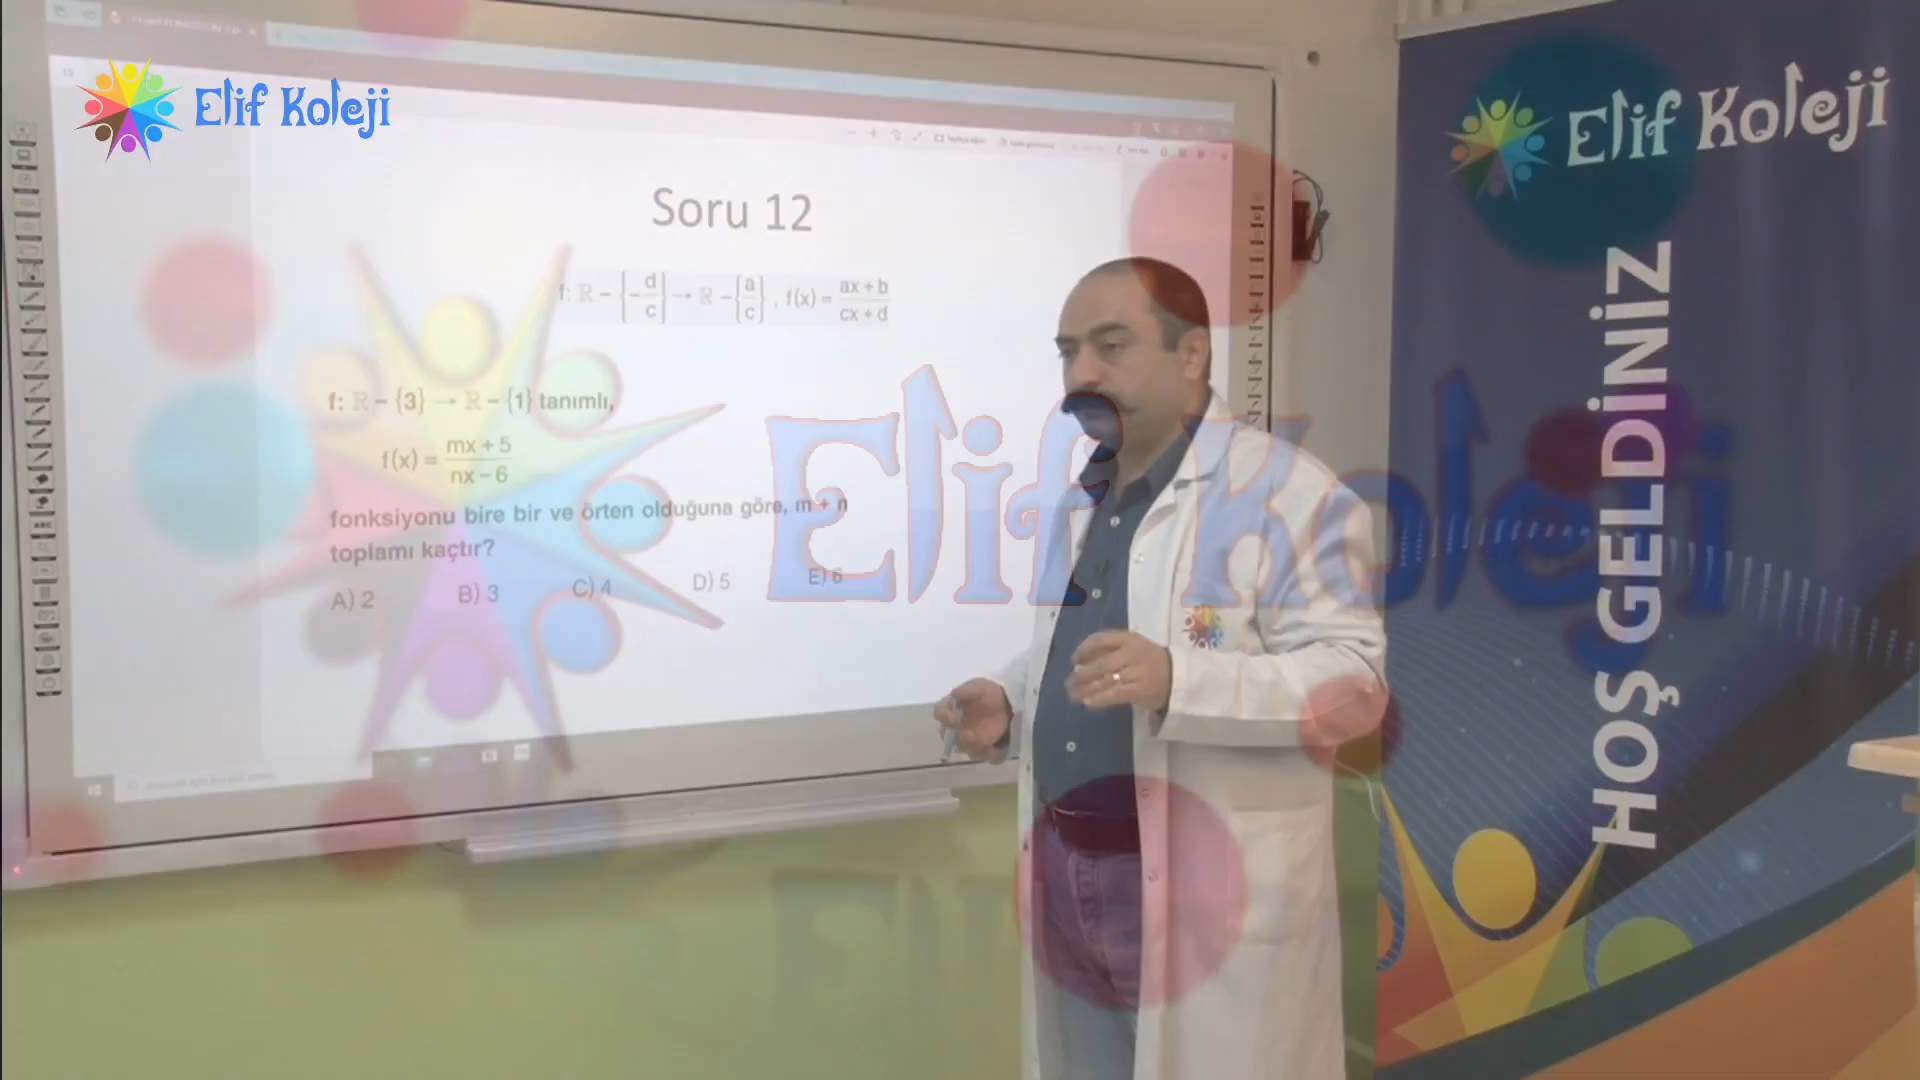 Elif Koleji
Elif Koleji
Soru 12
f: ℝ - {-d/c} → ℝ - {a/c} , f(x) = (ax + b)/(cx + d)
f: ℝ - {3} → ℝ - {1} tanımlı,
f(x) = (mx + 5)/(nx - 6)
fonksiyonu bire bir ve örten olduğuna göre, m + n
toplamı kaçtır?
A) 2 B) 3 C) 4 D) 5 E) 6
Elif Koleji
HOŞ GELDİNİZ
ABC